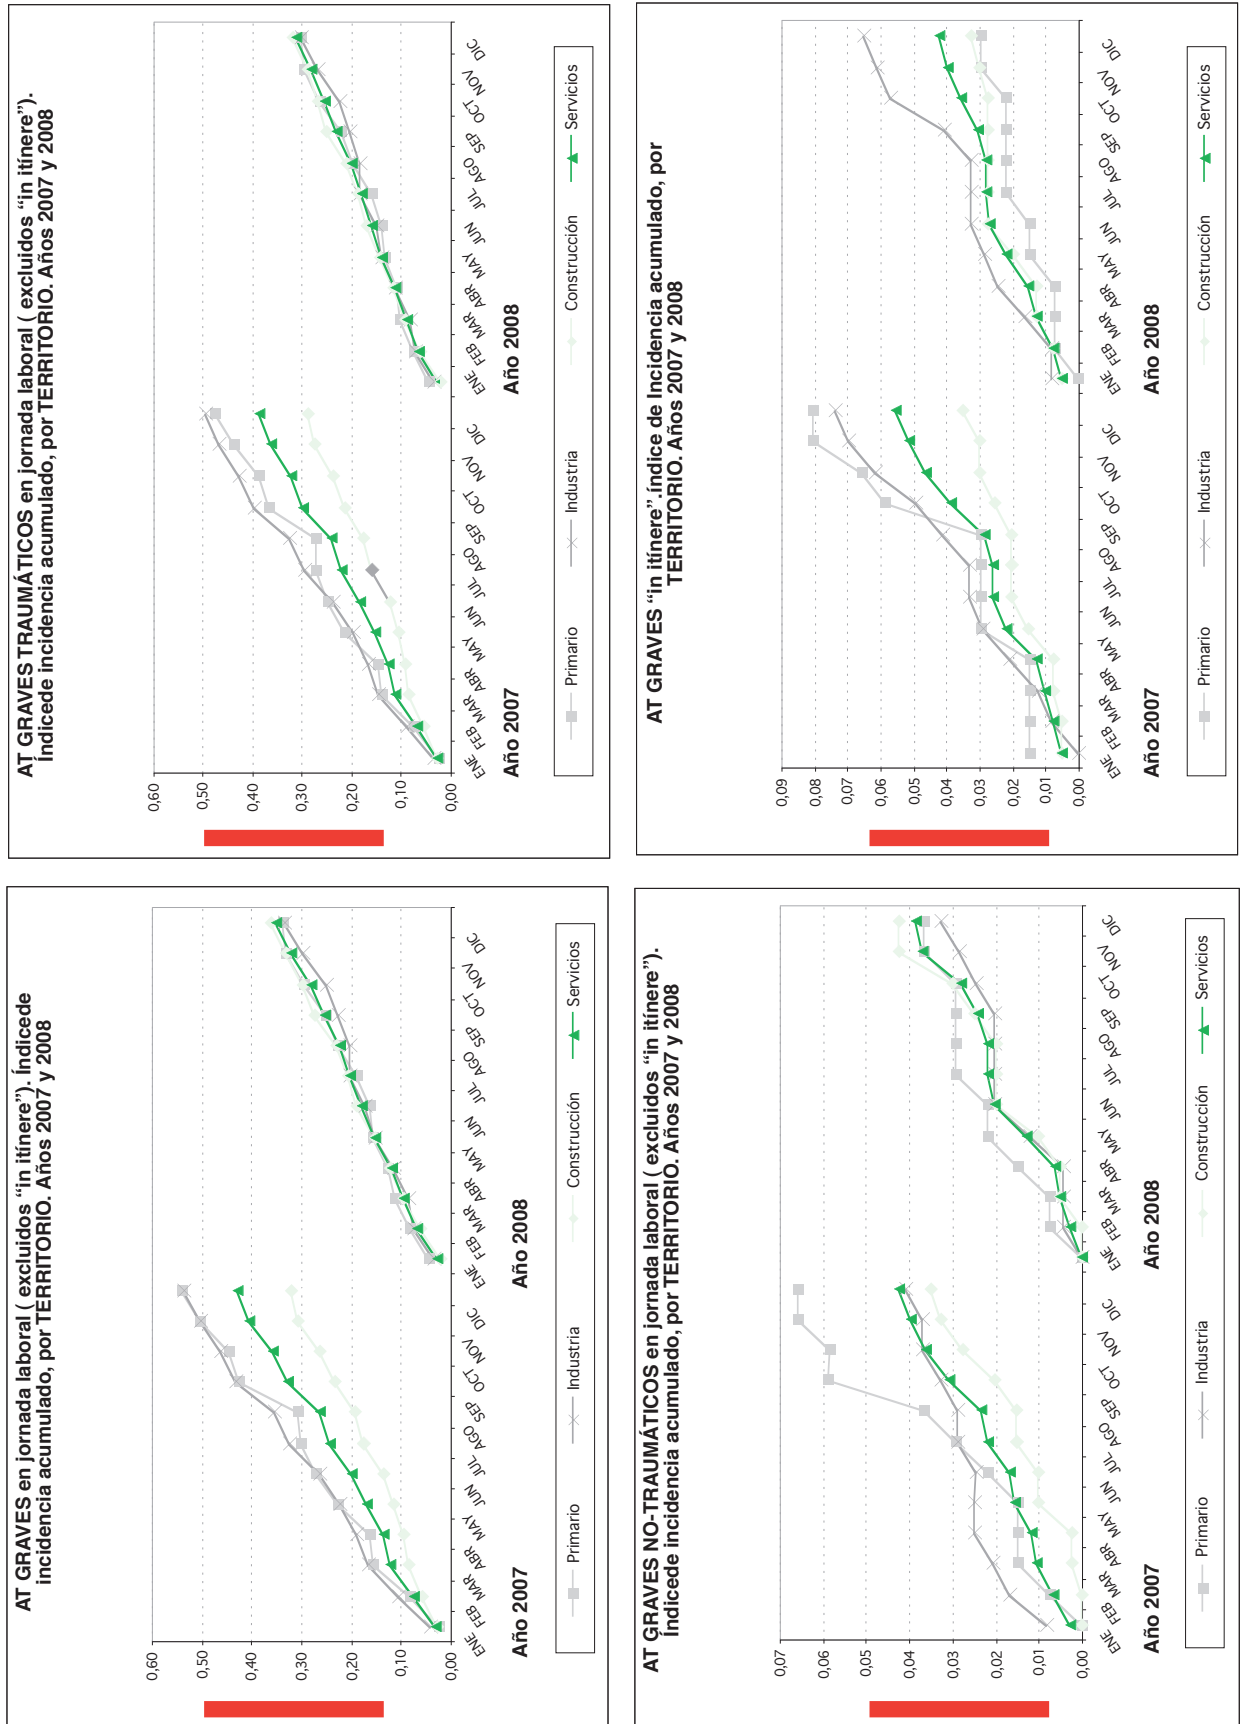 AT GRAVES en jornada laboral ( excluidos “in itínere”). Índicede
incidencia acumulado, por TERRITORIO. Años 2007 y 2008
0,60
0,50
0,40
0,30
0,20
0,10
0,00
ENE FEB MAR ABR MAY JUN JUL AGO SEP OCT NOV DIC ENE FEB MAR ABR MAY JUN JUL AGO SEP OCT NOV DIC
Año 2007 Año 2008
Primario Industria Construcción Servicios
AT GRAVES TRAUMÁTICOS en jornada laboral ( excluidos “in itínere”).
Índicede incidencia acumulado, por TERRITORIO. Años 2007 y 2008
0,60
0,50
0,40
0,30
0,20
0,10
0,00
ENE FEB MAR ABR MAY JUN JUL AGO SEP OCT NOV DIC ENE FEB MAR ABR MAY JUN JUL AGO SEP OCT NOV DIC
Año 2007 Año 2008
Primario Industria Construcción Servicios
AT GRAVES NO-TRAUMÁTICOS en jornada laboral ( excluidos “in itínere”).
Índicede incidencia acumulado, por TERRITORIO. Años 2007 y 2008
0,07
0,06
0,05
0,04
0,03
0,02
0,01
0,00
ENE FEB MAR ABR MAY JUN JUL AGO SEP OCT NOV DIC ENE FEB MAR ABR MAY JUN JUL AGO SEP OCT NOV DIC
Año 2007 Año 2008
Primario Industria Construcción Servicios
AT GRAVES “in itínere”.índice de Incidencia acumulado, por
TERRITORIO. Años 2007 y 2008
0,09
0,08
0,07
0,06
0,05
0,04
0,03
0,02
0,01
0,00
ENE FEB MAR ABR MAY JUN JUL AGO SEP OCT NOV DIC ENE FEB MAR ABR MAY JUN JUL AGO SEP OCT NOV DIC
Año 2007 Año 2008
Primario Industria Construcción Servicios